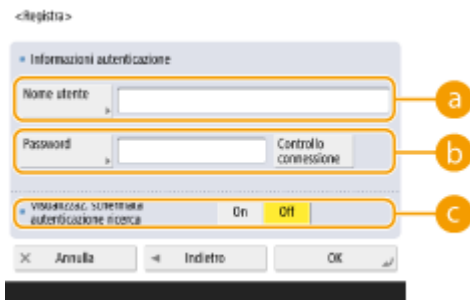 <Registra>
Informazioni autenticazione
Nome utente
a
Password
Controllo
connessione
b
Visualizzaz. schermata
autenticazione ricerca
On
Off
c
Annulla
Indietro
OK